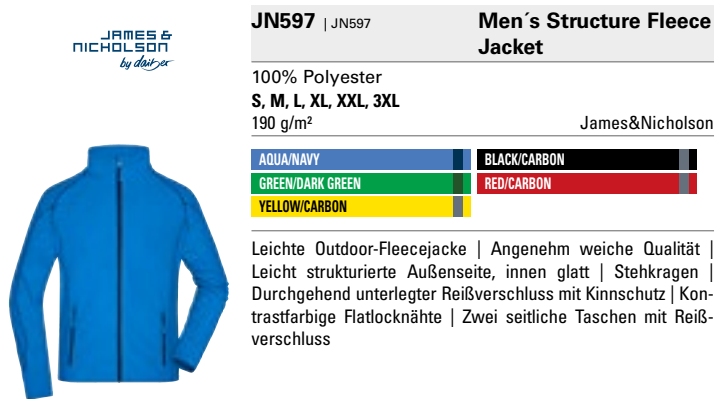 JAMES &
NICHOLSON
by daiber
JN597 | JN597
Men´s Structure Fleece
Jacket
100% Polyester
S, M, L, XL, XXL, 3XL
190 g/m²
James&Nicholson
AQUA/NAVY
BLACK/CARBON
GREEN/DARK GREEN
RED/CARBON
YELLOW/CARBON
Leichte Outdoor-Fleecejacke | Angenehm weiche Qualität |
Leicht strukturierte Außenseite, innen glatt | Stehkragen |
Durchgehend unterlegter Reißverschluss mit Kinnschutz | Kon-
trastfarbige Flatlocknähte | Zwei seitliche Taschen mit Reiß-
verschluss